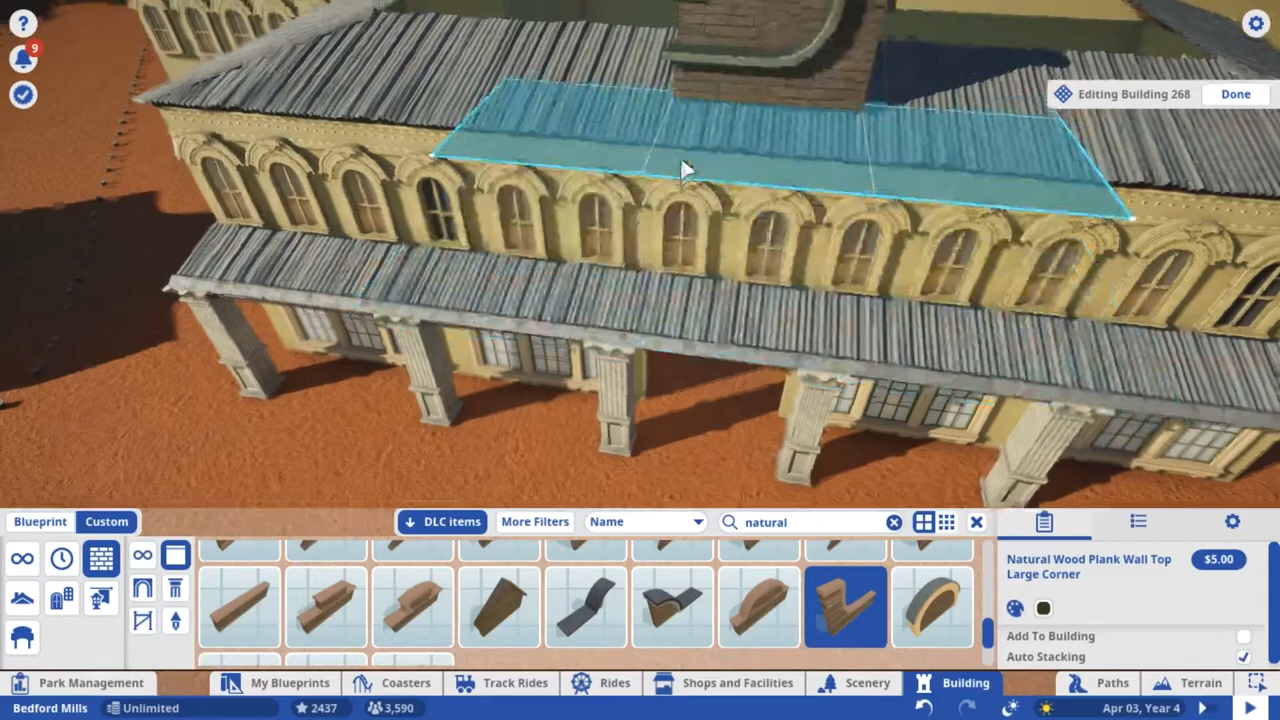 ?
9
Editing Building 268
Done
Blueprint
Custom
DLC items
More Filters
Name
natural
Natural Wood Plank Wall Top Large Corner
$5.00
Add To Building
Auto Stacking
Park Management
My Blueprints
Coasters
Track Rides
Rides
Shops and Facilities
Scenery
Building
Paths
Terrain
Bedford Mills
Unlimited
2437
3,590
Apr 03, Year 4